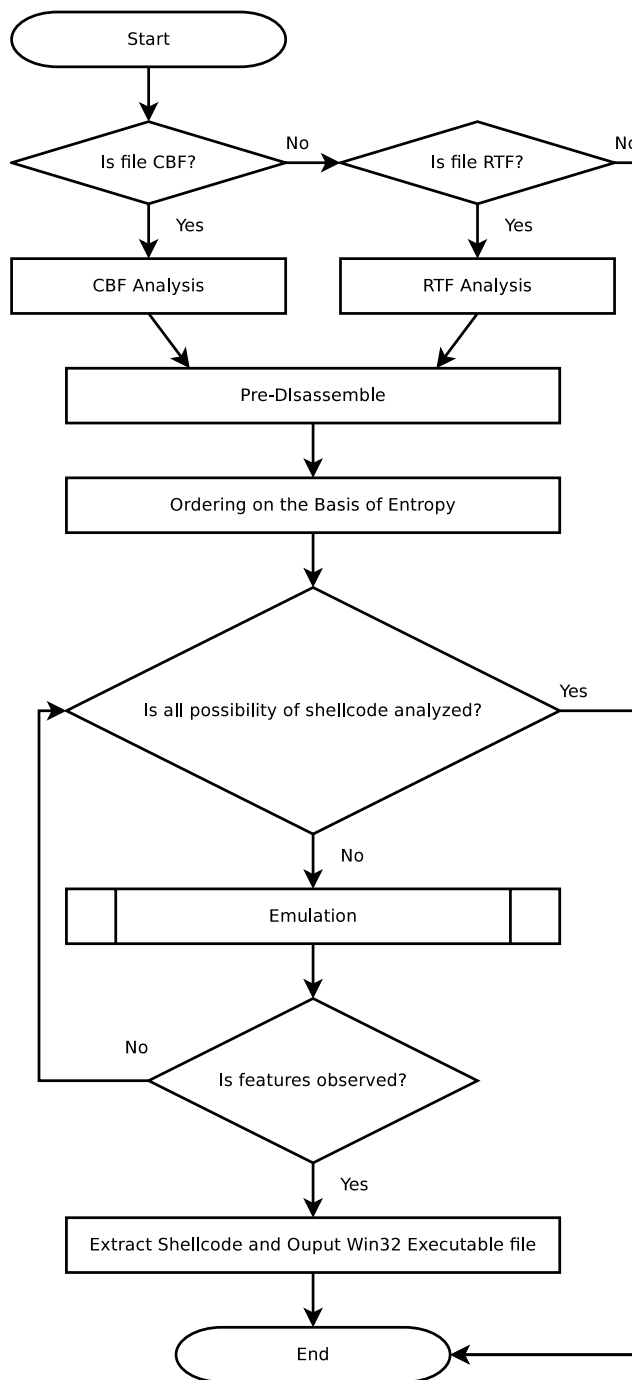 Start
Is file CBF?
No
Is file RTF?
No
Yes
Yes
CBF Analysis
RTF Analysis
Pre-DIsassemble
Ordering on the Basis of Entropy
Is all possibility of shellcode analyzed?
Yes
No
Emulation
No
Is features observed?
Yes
Extract Shellcode and Ouput Win32 Executable file
End